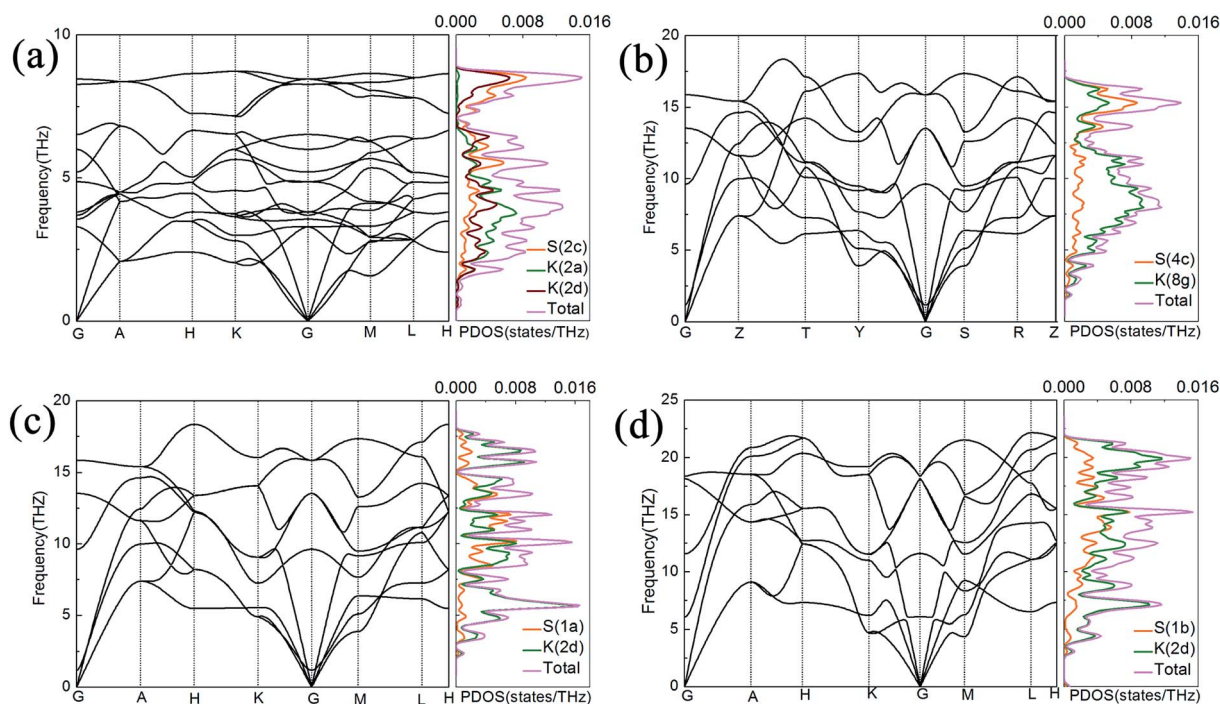 (a)
0.000 0.008 0.016
10
5
0
Frequency(THz)
G A H K G M L H
S(2c)
K(2a)
K(2d)
Total
PDOS(states/THz)
(b)
0.000 0.008 0.016
20
15
10
5
0
Frequency(THz)
G Z T Y G S R Z
S(4c)
K(8g)
Total
PDOS(states/THz)
(c)
0.000 0.008 0.016
20
15
10
5
0
Frequency(THZ)
G A H K G M L H
S(1a)
K(2d)
Total
PDOS(states/THz)
(d)
0.000 0.008 0.016
25
20
15
10
5
0
Frequency(THz)
G A H K G M L H
S(1b)
K(2d)
Total
PDOS(states/THz)